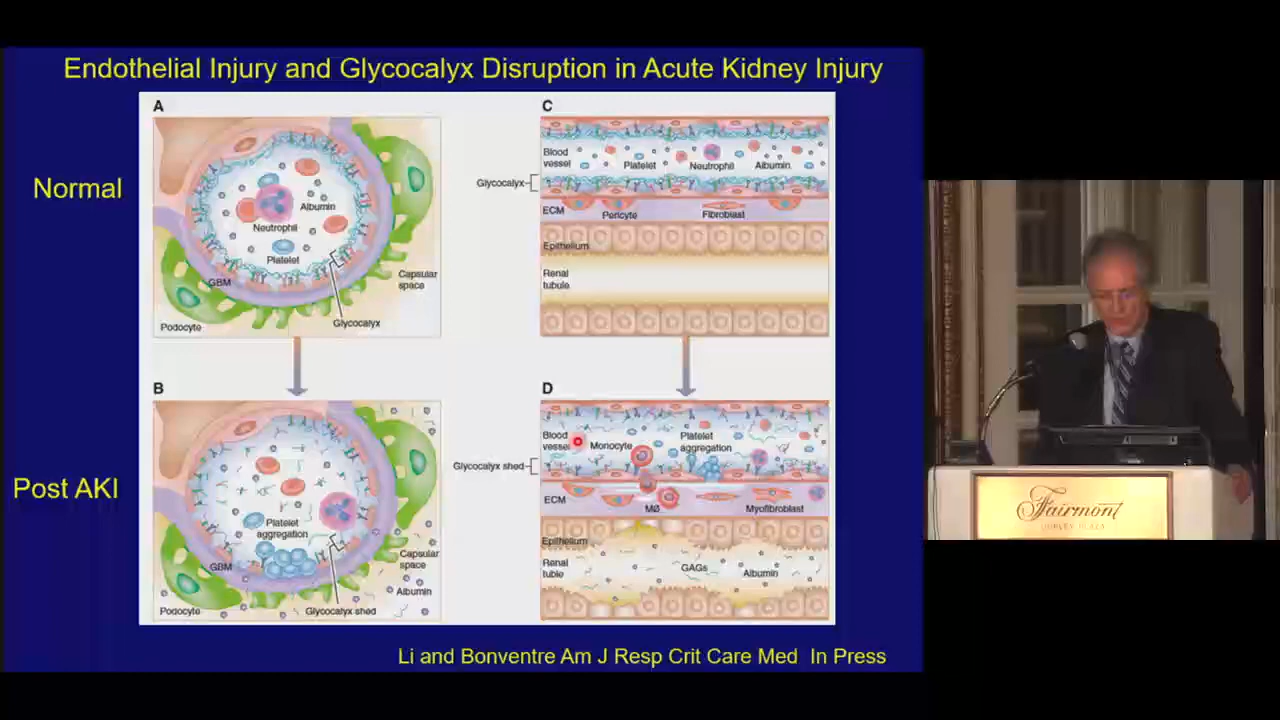 Endothelial Injury and Glycocalyx Disruption in Acute Kidney Injury
Normal
A
Albumin
Neutrophil
Platelet
GBM
Capsular
space
Podocyte
Glycocalyx
C
Blood
vessel
Platelet
Neutrophil
Albumin
Glycocalyx
ECM
Pericyte
Fibroblast
Epithelium
Renal
tubule
Post AKI
B
Platelet
aggregation
GBM
Capsular
space
Albumin
Podocyte
Glycocalyx shed
D
Blood
vessel
Monocyte
Platelet
aggregation
Glycocalyx shed
ECM
MØ
Myofibroblast
Epithelium
Renal
tuble
GAGs
Albumin
Li and Bonventre Am J Resp Crit Care Med In Press
Fairmont
COPLEY PLAZA